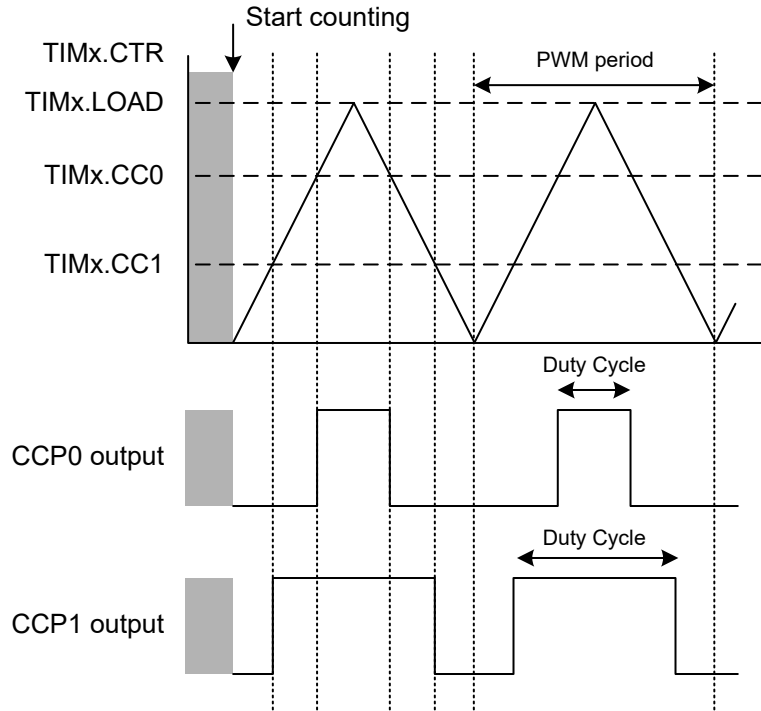 Start counting
TIMx.CTR
PWM period
TIMx.LOAD
TIMx.CC0
TIMx.CC1
Duty Cycle
CCP0 output
Duty Cycle
CCP1 output